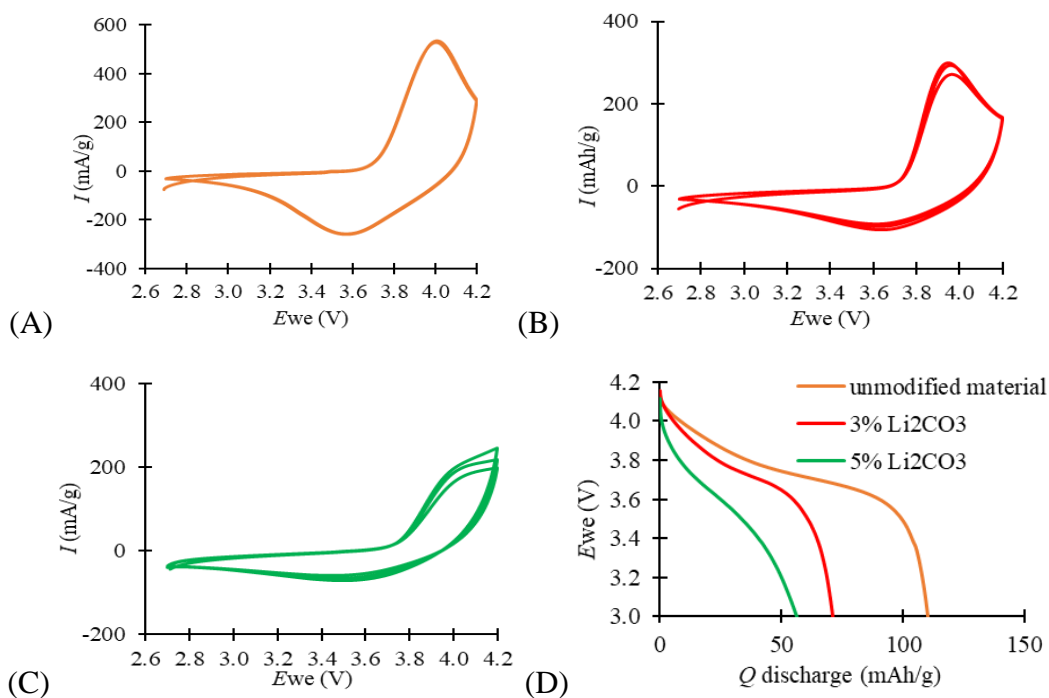 600
400
200
0
-200
-400
2.6 2.8 3.0 3.2 3.4 3.6 3.8 4.0 4.2
I (mA/g)
Ewe (V)
(A)
400
200
0
-200
2.6 2.8 3.0 3.2 3.4 3.6 3.8 4.0 4.2
I (mAh/g)
Ewe (V)
(B)
400
200
0
-200
2.6 2.8 3.0 3.2 3.4 3.6 3.8 4.0 4.2
I (mA/g)
Ewe (V)
(C)
4.2
4.0
3.8
3.6
3.4
3.2
3.0
0 50 100 150
Ewe (V)
Q discharge (mAh/g)
unmodified material
3% Li2CO3
5% Li2CO3
(D)